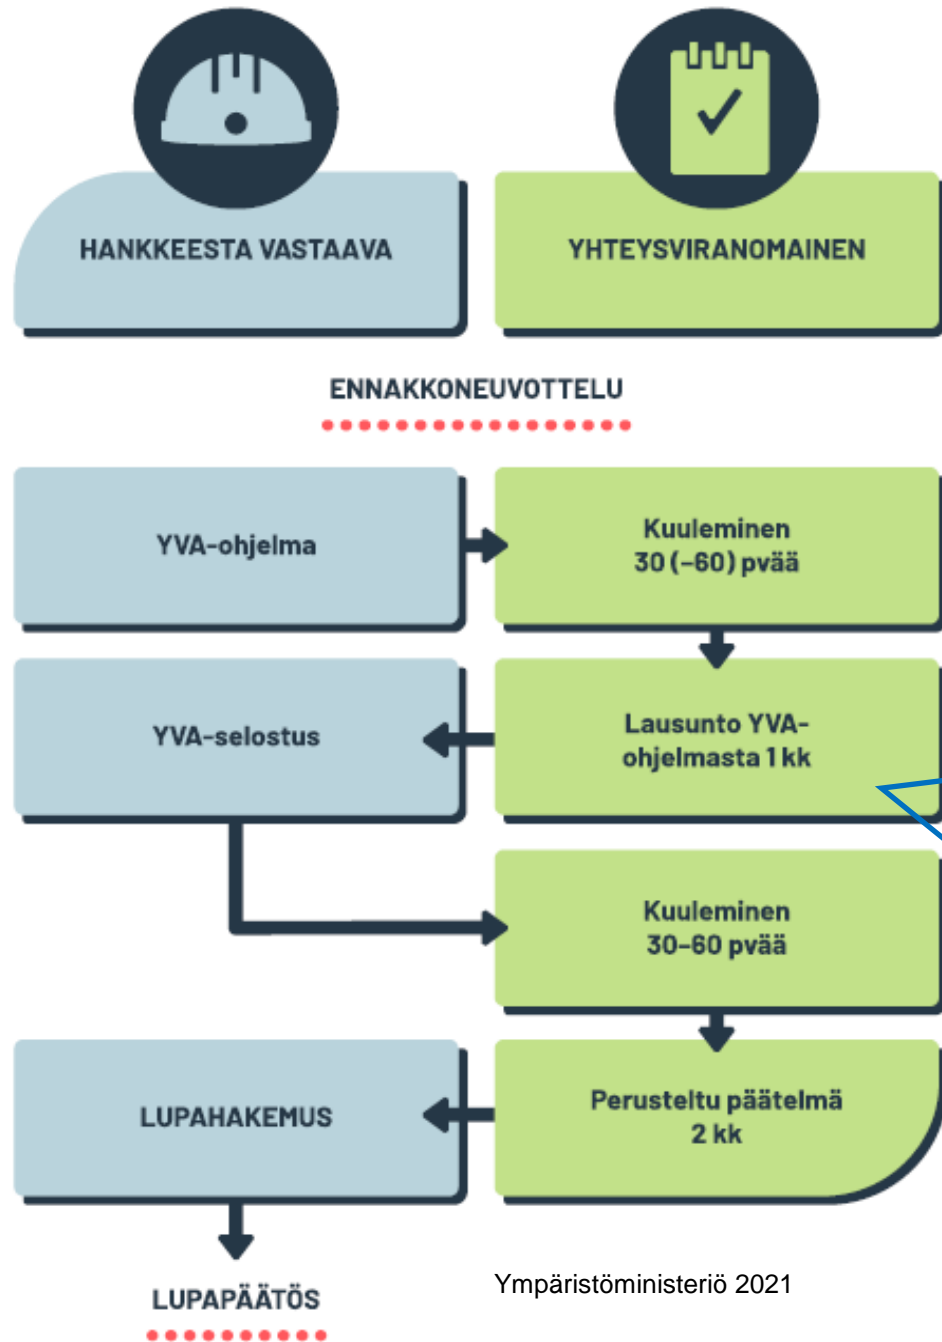 HANKKEESTA VASTAAVA
YHTEYSVIRANOMAINEN
ENNAKKONEUVOTTELU
YVA-ohjelma
Kuuleminen
30 (–60) pvää
YVA-selostus
Lausunto YVA-
ohjelmasta 1 kk
Kuuleminen
30–60 pvää
LUPAHAKEMUS
Perusteltu päätelmä
2 kk
LUPAPÄÄTÖS
Ympäristöministeriö 2021